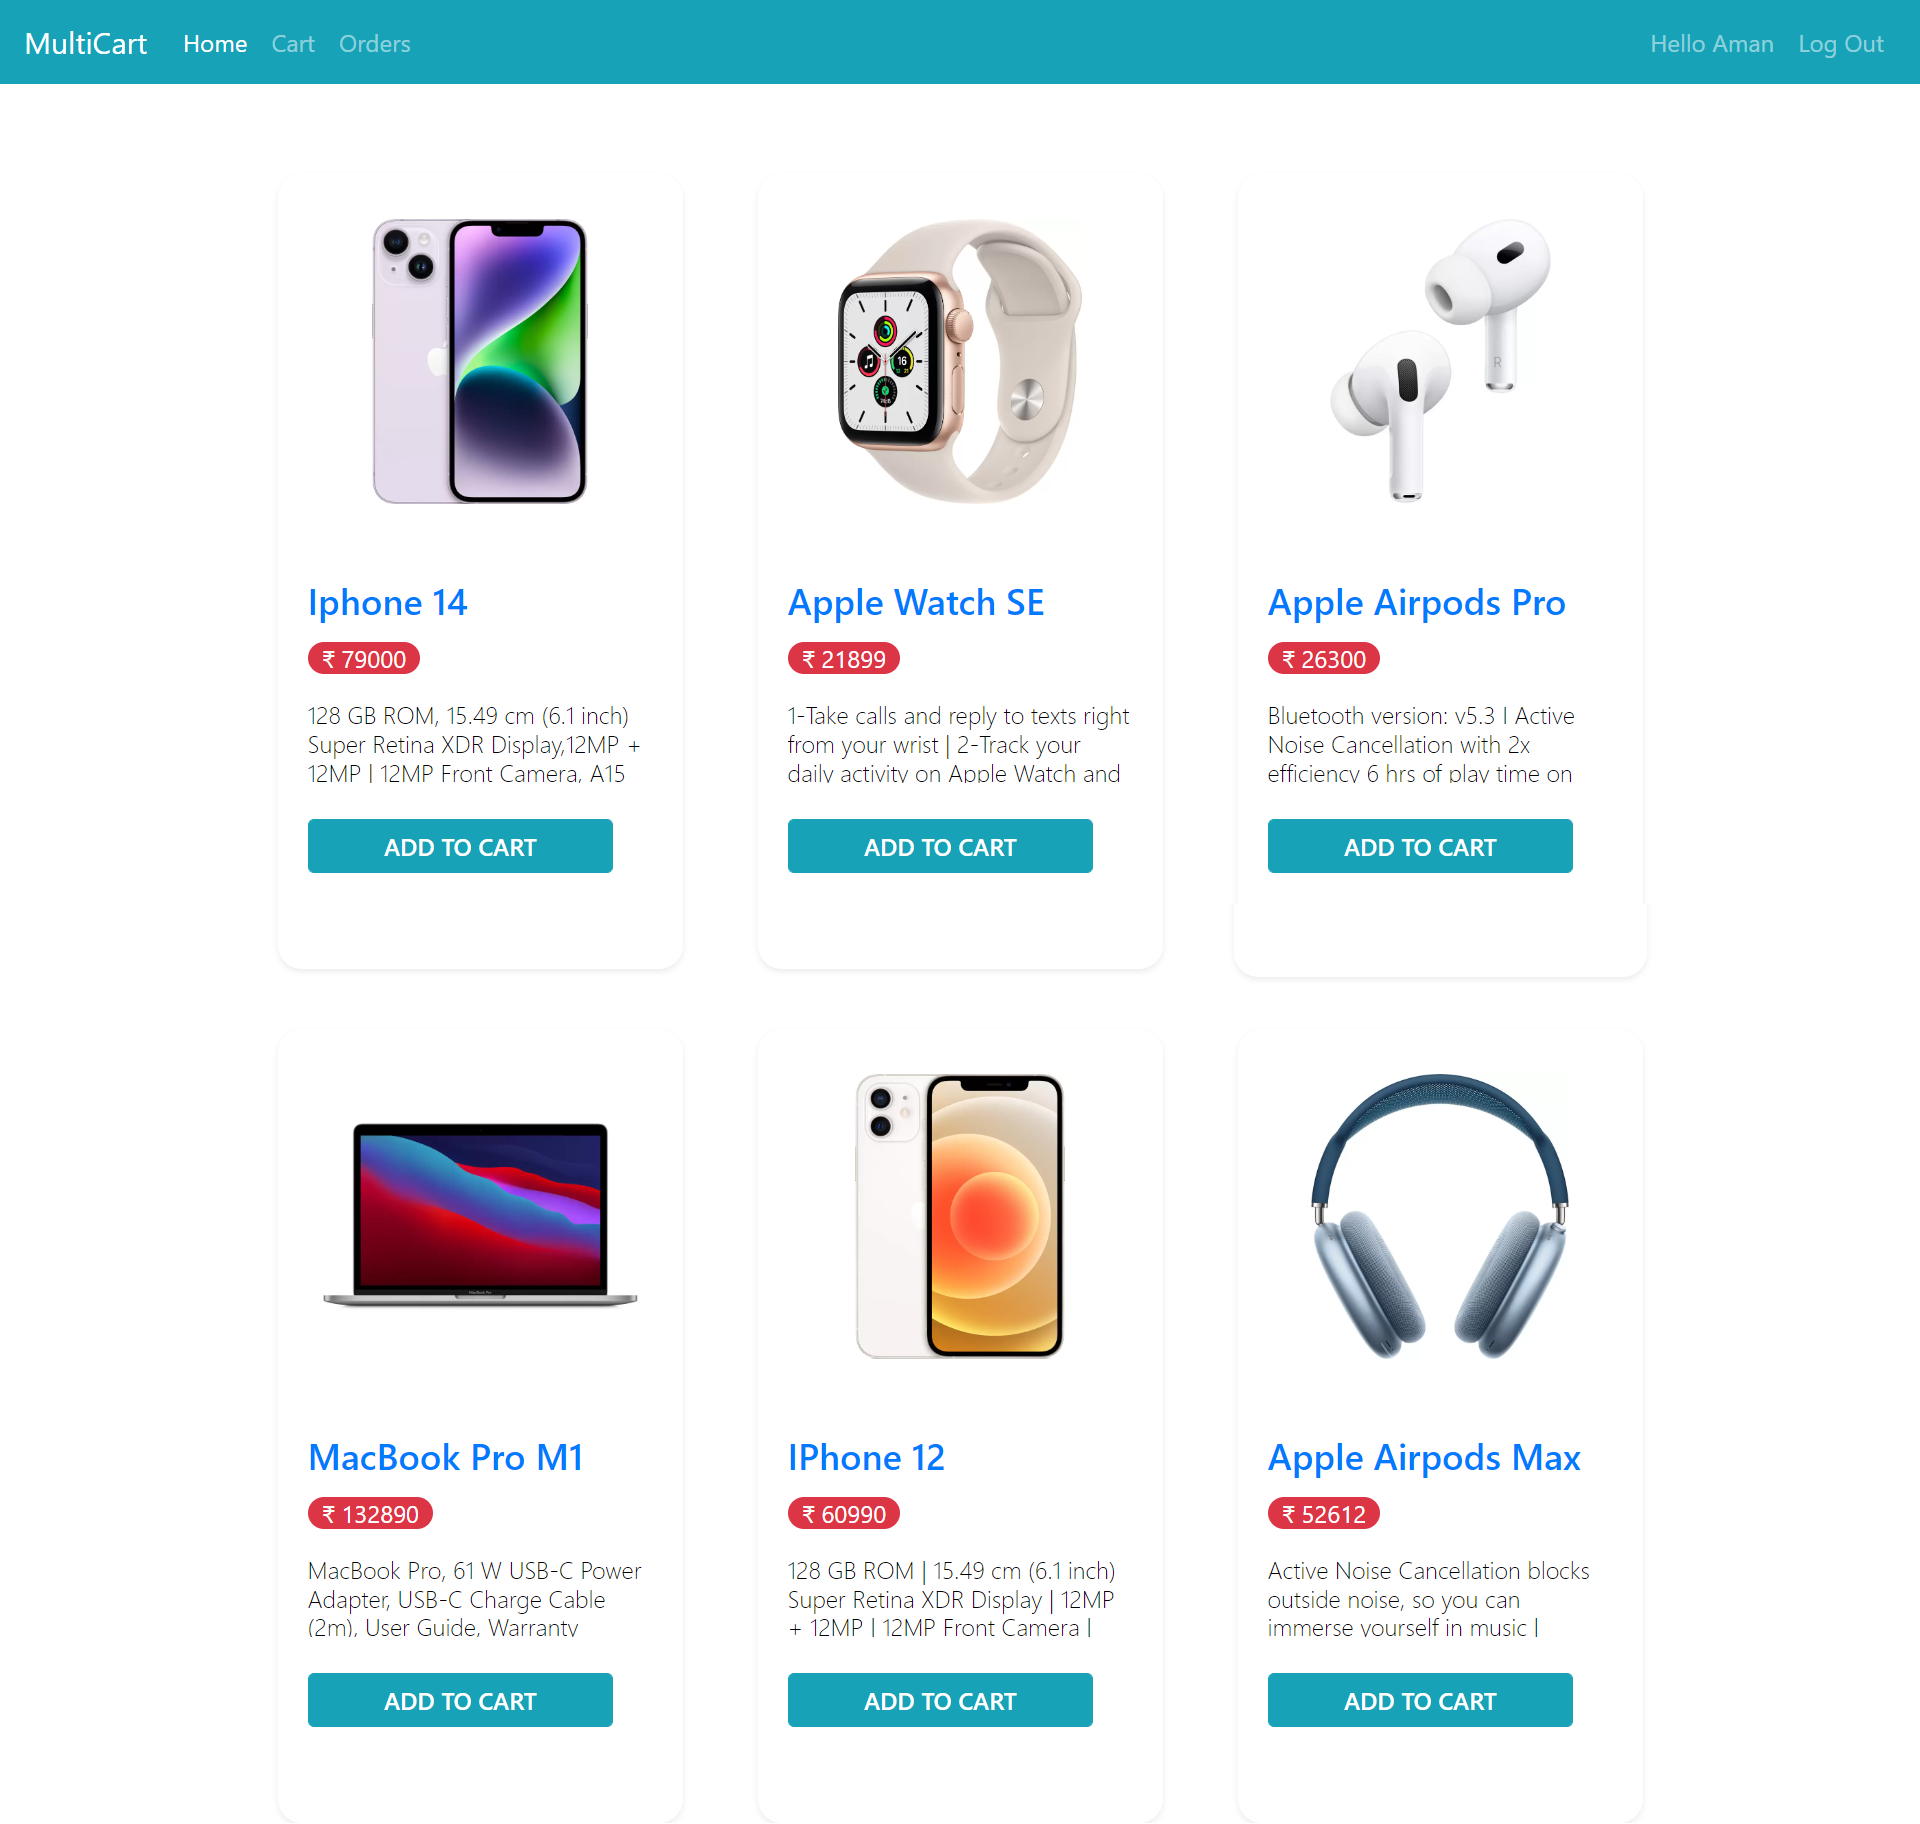 MultiCart Home Cart Orders Hello Aman Log Out
Iphone 14
₹ 79000
128 GB ROM, 15.49 cm (6.1 inch)
Super Retina XDR Display,12MP +
12MP | 12MP Front Camera, A15
ADD TO CART
Apple Watch SE
₹ 21899
1-Take calls and reply to texts right
from your wrist | 2-Track your
daily activity on Apple Watch and
ADD TO CART
Apple Airpods Pro
₹ 26300
Bluetooth version: v5.3 I Active
Noise Cancellation with 2x
efficiency 6 hrs of play time on
ADD TO CART
MacBook Pro M1
₹ 132890
MacBook Pro, 61 W USB-C Power
Adapter, USB-C Charge Cable
(2m), User Guide, Warranty
ADD TO CART
IPhone 12
₹ 60990
128 GB ROM | 15.49 cm (6.1 inch)
Super Retina XDR Display | 12MP
+ 12MP | 12MP Front Camera |
ADD TO CART
Apple Airpods Max
₹ 52612
Active Noise Cancellation blocks
outside noise, so you can
immerse yourself in music |
ADD TO CART